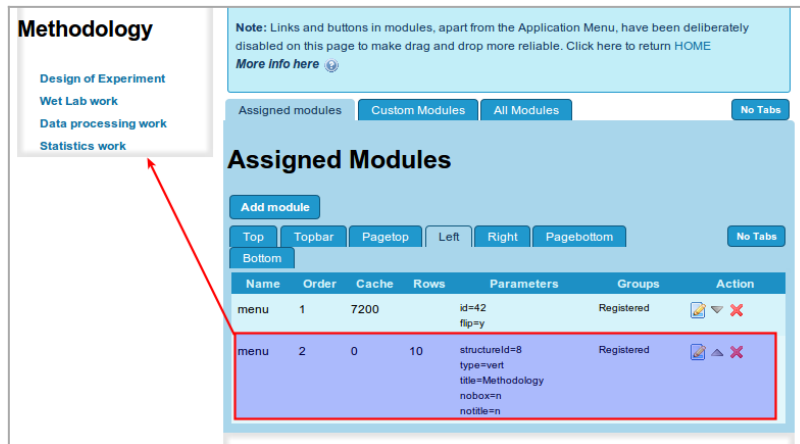 Methodology
Design of Experiment
Wet Lab work
Data processing work
Statistics work
Note: Links and buttons in modules, apart from the Application Menu, have been deliberately
disabled on this page to make drag and drop more reliable. Click here to return HOME
More info here
Assigned modules Custom Modules All Modules No Tabs
Assigned Modules
Add module
Top Topbar Pagetop Left Right Pagebottom No Tabs
Bottom
Name Order Cache Rows Parameters Groups Action
menu 1 7200 id=42 Registered
flip=y
menu 2 0 10 structureId=8 Registered
type=vert
title=Methodology
nobox=n
notitle=n